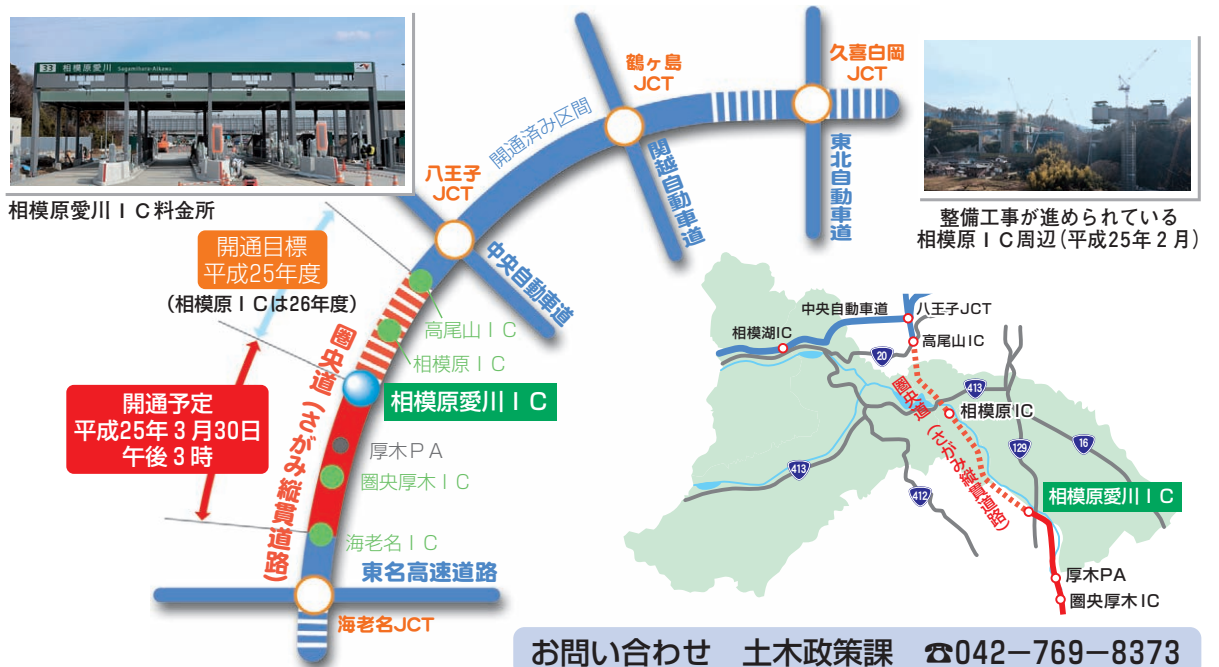 33 相模原愛川 Sagamihara-Aikawa
相模原愛川ＩＣ料金所
開通目標
平成25年度
(相模原ＩＣは26年度)
開通予定
平成25年３月30日
午後３時
圏央道(さがみ縦貫道路)
開通済み区間
久喜白岡
JCT
鶴ヶ島
JCT
八王子
JCT
東北自動車道
関越自動車道
中央自動車道
高尾山ＩＣ
相模原ＩＣ
相模原愛川ＩＣ
厚木ＰＡ
圏央厚木ＩＣ
海老名ＩＣ
東名高速道路
海老名JCT
整備工事が進められている
相模原ＩＣ周辺(平成25年２月)
中央自動車道
八王子JCT
相模湖IC
高尾山IC
20
413
圏央道(さがみ縦貫道路)
相模原IC
129
16
413
412
相模原愛川ＩＣ
厚木PA
圏央厚木IC
お問い合わせ　土木政策課　☎042－769－8373